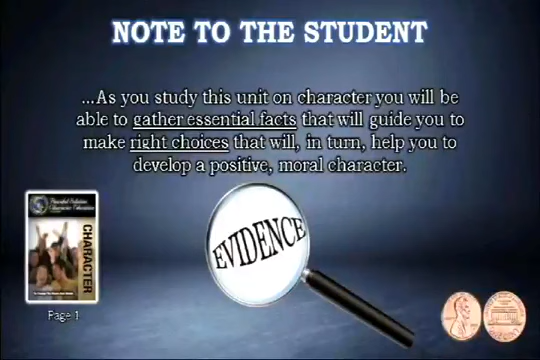 NOTE TO THE STUDENT
...As you study this unit on character you will be
able to gather essential facts that will guide you to
make right choices that will, in turn, help you to
develop a positive, moral character.
EVIDENCE
CHARACTER
Page 1